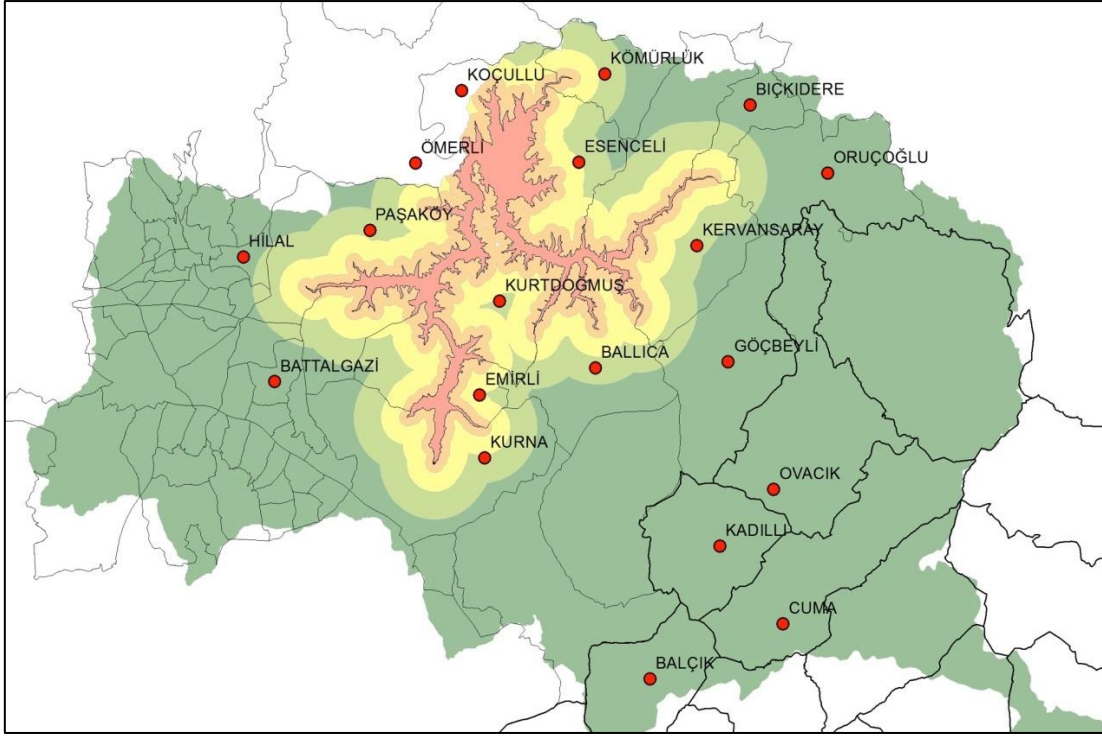 KÖMÜRLÜK
KOÇULLU
BIÇKIDERE
ÖMERLİ
ESENCELİ
ORUÇOĞLU
PAŞAKÖY
KERVANSARAY
HİLAL
KURTDOĞMUŞ
GÖÇBEYLİ
BALLICA
BATTALGAZİ
EMİRLİ
KURNA
OVACIK
KADILLI
CUMA
BALÇIK